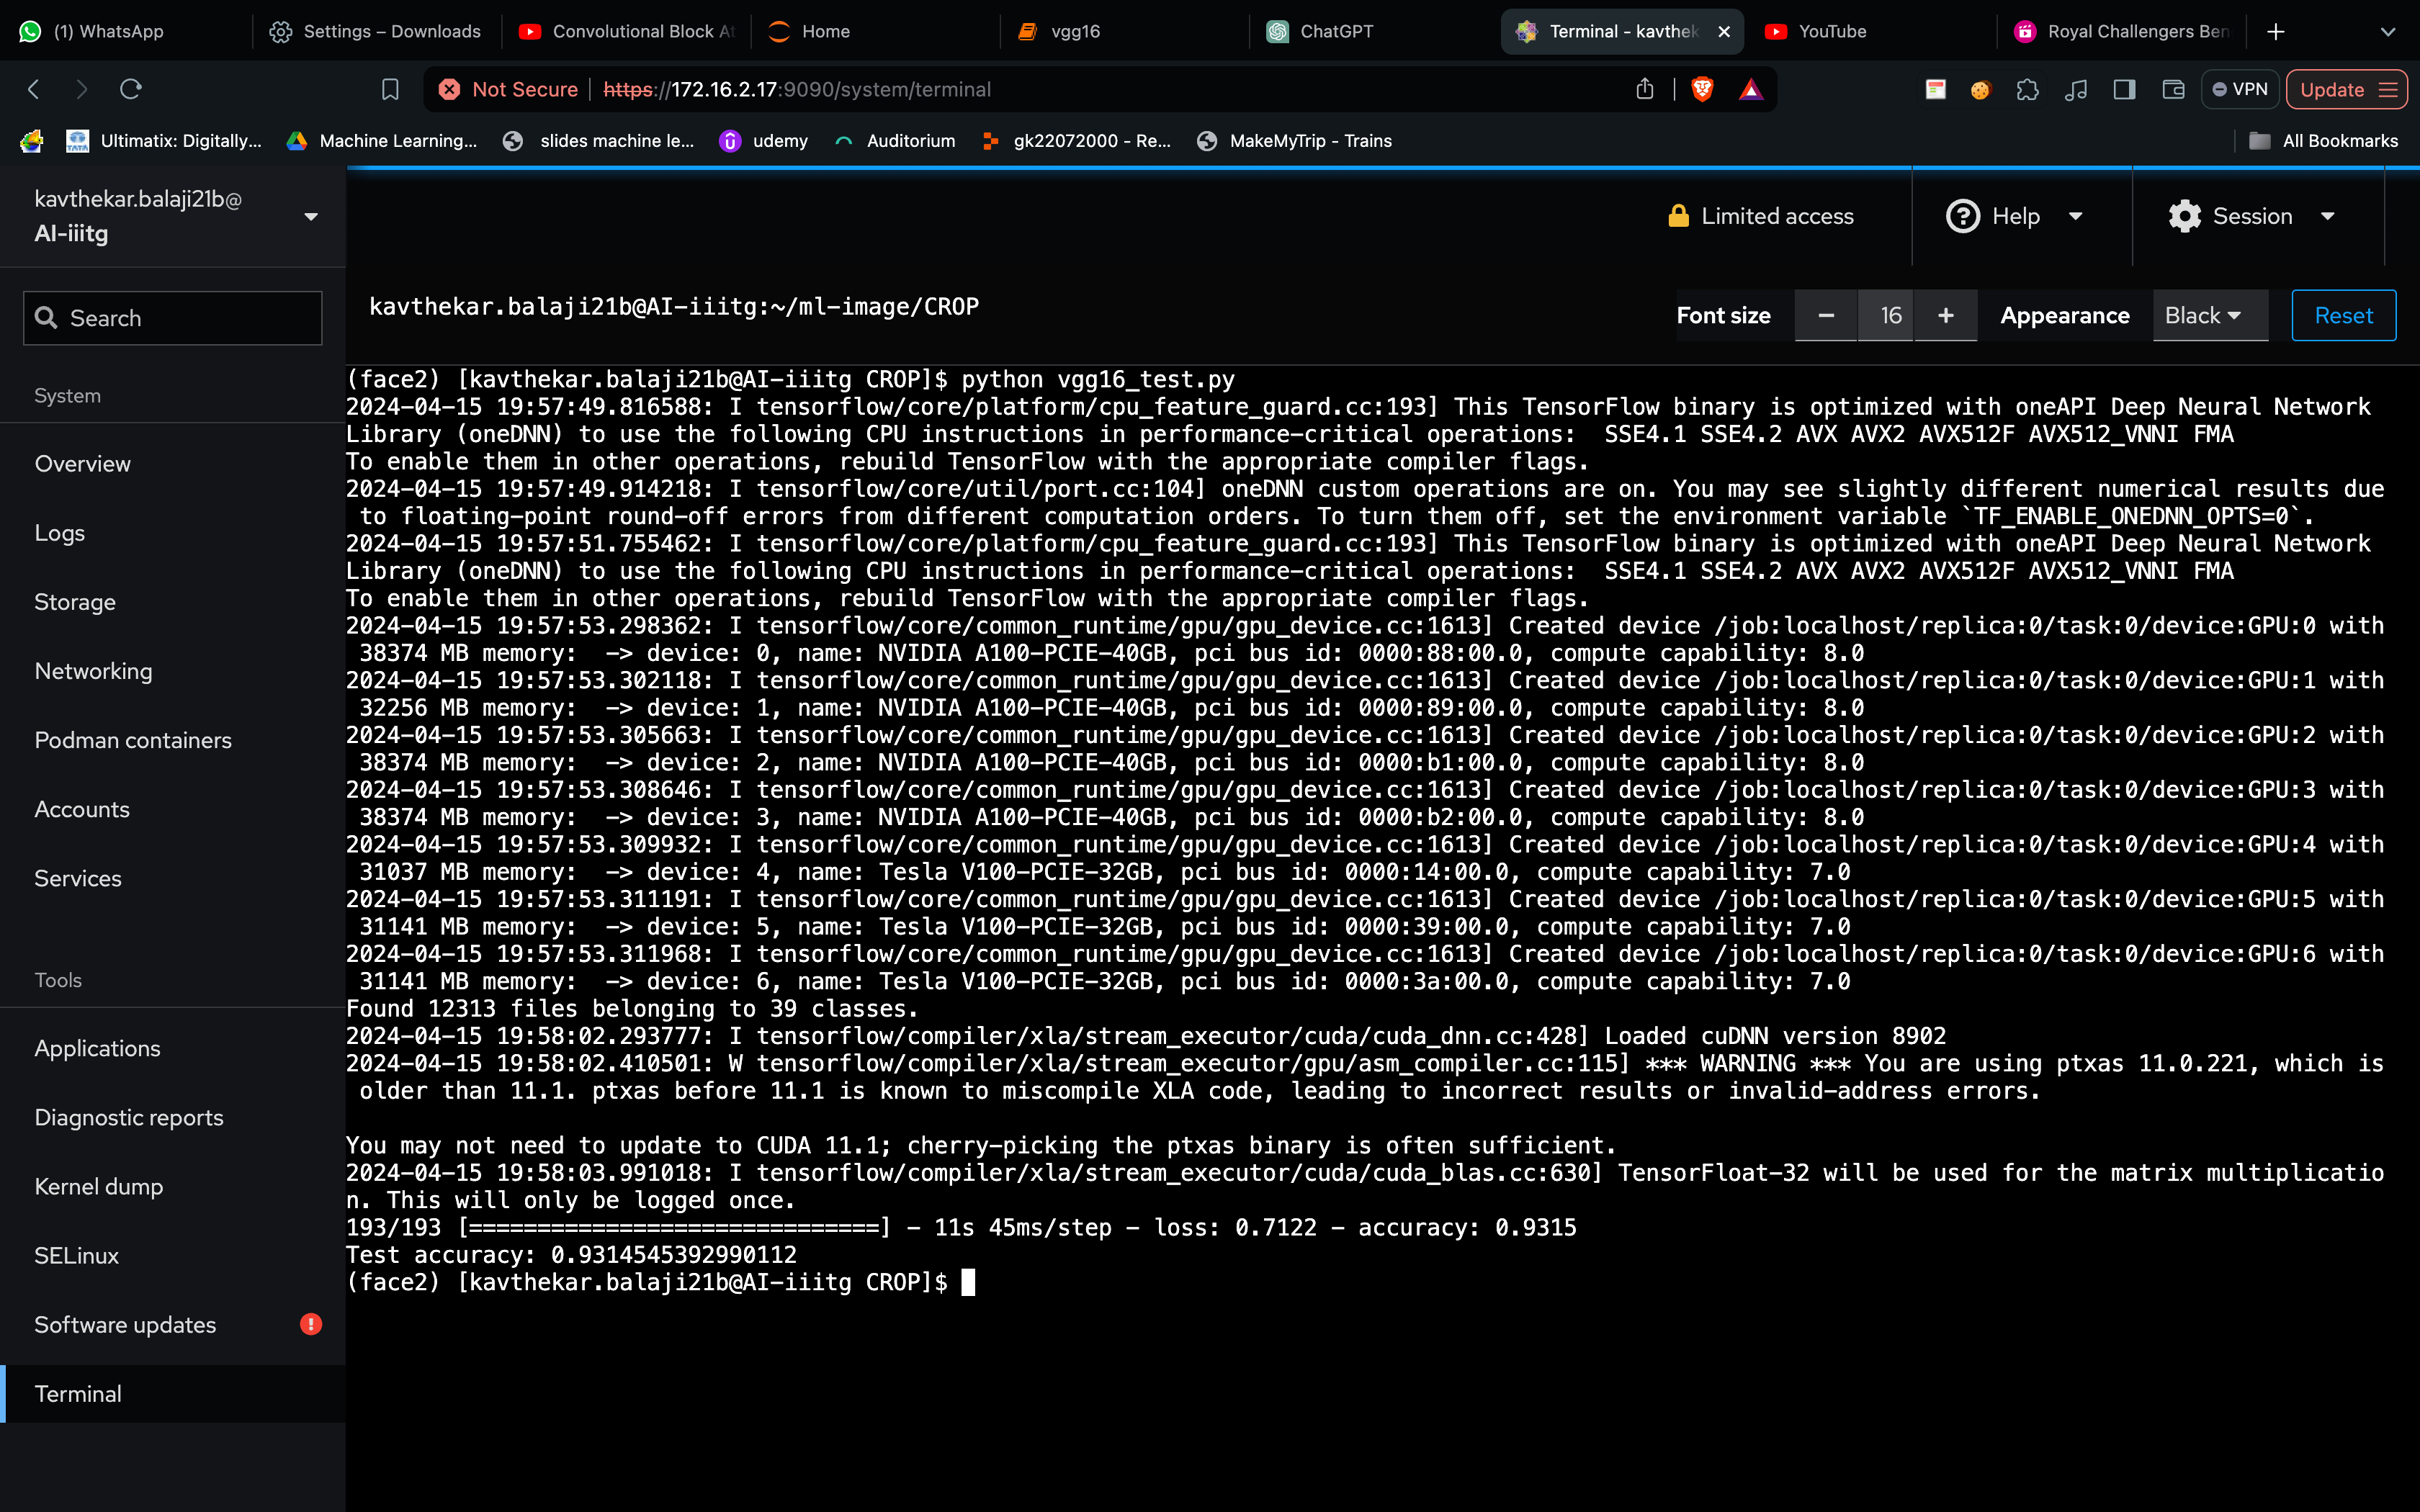 (1) WhatsApp
Settings – Downloads
Convolutional Block At
Home
vgg16
ChatGPT
Terminal - kavthek
YouTube
Royal Challengers Ben
Not Secure
https://172.16.2.17:9090/system/terminal
VPN
Update
Ultimatix: Digitally...
Machine Learning...
slides machine le...
udemy
Auditorium
gk22072000 - Re...
MakeMyTrip - Trains
All Bookmarks
kavthekar.balaji21b@
AI-iiitg
Limited access
Help
Session
Search
kavthekar.balaji21b@AI-iiitg:~/ml-image/CROP
Font size
16
Appearance
Black
Reset
System
Overview
Logs
Storage
Networking
Podman containers
Accounts
Services
Tools
Applications
Diagnostic reports
Kernel dump
SELinux
Software updates
Terminal
(face2) [kavthekar.balaji21b@AI-iiitg CROP]$ python vgg16_test.py
2024-04-15 19:57:49.816588: I tensorflow/core/platform/cpu_feature_guard.cc:193] This TensorFlow binary is optimized with oneAPI Deep Neural Network
Library (oneDNN) to use the following CPU instructions in performance-critical operations:  SSE4.1 SSE4.2 AVX AVX2 AVX512F AVX512_VNNI FMA
To enable them in other operations, rebuild TensorFlow with the appropriate compiler flags.
2024-04-15 19:57:49.914218: I tensorflow/core/util/port.cc:104] oneDNN custom operations are on. You may see slightly different numerical results due
to floating-point round-off errors from different computation orders. To turn them off, set the environment variable `TF_ENABLE_ONEDNN_OPTS=0`.
2024-04-15 19:57:51.755462: I tensorflow/core/platform/cpu_feature_guard.cc:193] This TensorFlow binary is optimized with oneAPI Deep Neural Network
Library (oneDNN) to use the following CPU instructions in performance-critical operations:  SSE4.1 SSE4.2 AVX AVX2 AVX512F AVX512_VNNI FMA
To enable them in other operations, rebuild TensorFlow with the appropriate compiler flags.
2024-04-15 19:57:53.298362: I tensorflow/core/common_runtime/gpu/gpu_device.cc:1613] Created device /job:localhost/replica:0/task:0/device:GPU:0 with
38374 MB memory:  -> device: 0, name: NVIDIA A100-PCIE-40GB, pci bus id: 0000:88:00.0, compute capability: 8.0
2024-04-15 19:57:53.302118: I tensorflow/core/common_runtime/gpu/gpu_device.cc:1613] Created device /job:localhost/replica:0/task:0/device:GPU:1 with
32256 MB memory:  -> device: 1, name: NVIDIA A100-PCIE-40GB, pci bus id: 0000:89:00.0, compute capability: 8.0
2024-04-15 19:57:53.305663: I tensorflow/core/common_runtime/gpu/gpu_device.cc:1613] Created device /job:localhost/replica:0/task:0/device:GPU:2 with
38374 MB memory:  -> device: 2, name: NVIDIA A100-PCIE-40GB, pci bus id: 0000:b1:00.0, compute capability: 8.0
2024-04-15 19:57:53.308646: I tensorflow/core/common_runtime/gpu/gpu_device.cc:1613] Created device /job:localhost/replica:0/task:0/device:GPU:3 with
38374 MB memory:  -> device: 3, name: NVIDIA A100-PCIE-40GB, pci bus id: 0000:b2:00.0, compute capability: 8.0
2024-04-15 19:57:53.309932: I tensorflow/core/common_runtime/gpu/gpu_device.cc:1613] Created device /job:localhost/replica:0/task:0/device:GPU:4 with
31037 MB memory:  -> device: 4, name: Tesla V100-PCIE-32GB, pci bus id: 0000:14:00.0, compute capability: 7.0
2024-04-15 19:57:53.311191: I tensorflow/core/common_runtime/gpu/gpu_device.cc:1613] Created device /job:localhost/replica:0/task:0/device:GPU:5 with
31141 MB memory:  -> device: 5, name: Tesla V100-PCIE-32GB, pci bus id: 0000:39:00.0, compute capability: 7.0
2024-04-15 19:57:53.311968: I tensorflow/core/common_runtime/gpu/gpu_device.cc:1613] Created device /job:localhost/replica:0/task:0/device:GPU:6 with
31141 MB memory:  -> device: 6, name: Tesla V100-PCIE-32GB, pci bus id: 0000:3a:00.0, compute capability: 7.0
Found 12313 files belonging to 39 classes.
2024-04-15 19:58:02.293777: I tensorflow/compiler/xla/stream_executor/cuda/cuda_dnn.cc:428] Loaded cuDNN version 8902
2024-04-15 19:58:02.410501: W tensorflow/compiler/xla/stream_executor/gpu/asm_compiler.cc:115] *** WARNING *** You are using ptxas 11.0.221, which is
older than 11.1. ptxas before 11.1 is known to miscompile XLA code, leading to incorrect results or invalid-address errors.
You may not need to update to CUDA 11.1; cherry-picking the ptxas binary is often sufficient.
2024-04-15 19:58:03.991018: I tensorflow/compiler/xla/stream_executor/cuda/cuda_blas.cc:630] TensorFloat-32 will be used for the matrix multiplicatio
n. This will only be logged once.
193/193 [==============================] - 11s 45ms/step - loss: 0.7122 - accuracy: 0.9315
Test accuracy: 0.9314545392990112
(face2) [kavthekar.balaji21b@AI-iiitg CROP]$